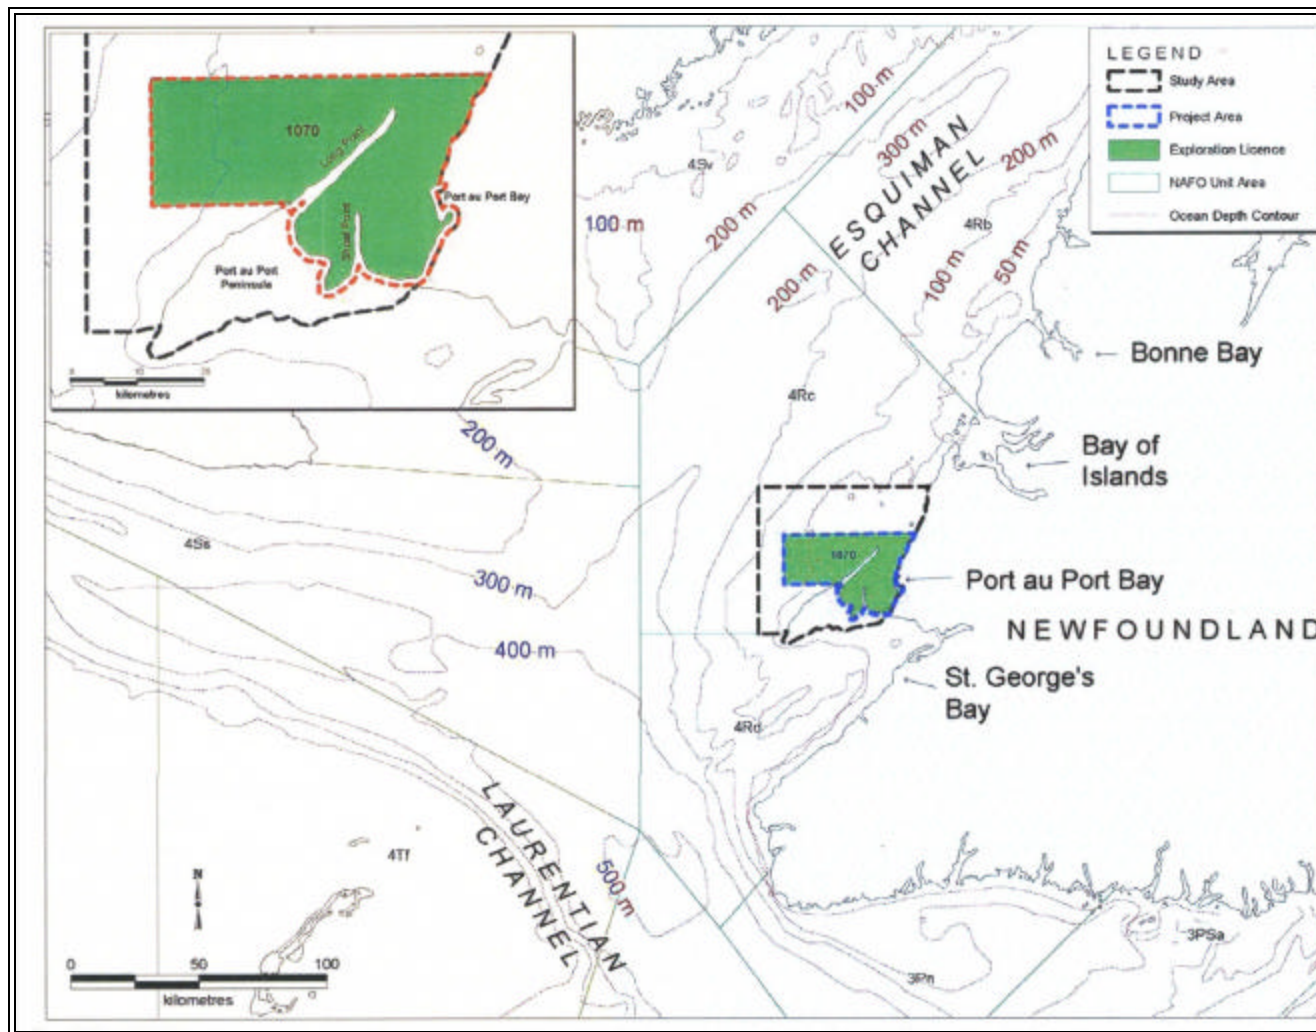 LEGEND
Study Area
Project Area
Exploration Licence
NAFO Unit Area
Ocean Depth Contour
1070
Long Point
Port au Port Bay
Shoal Point
Port au Port
Peninsula
kilometres
4Sv
100 m
100 m
300 m
200 m
200 m
ESQUIMAN
CHANNEL
4Rb
200 m
100 m
50 m
Bonne Bay
4Rc
200 m
Bay of
Islands
4Ss
300 m
1070
Port au Port Bay
NEWFOUNDLAND
400 m
St. George's
Bay
4Rd
LAURENTIAN
CHANNEL
4Tf
500 m
N
0 50 100
kilometres
3PSa
3Pn